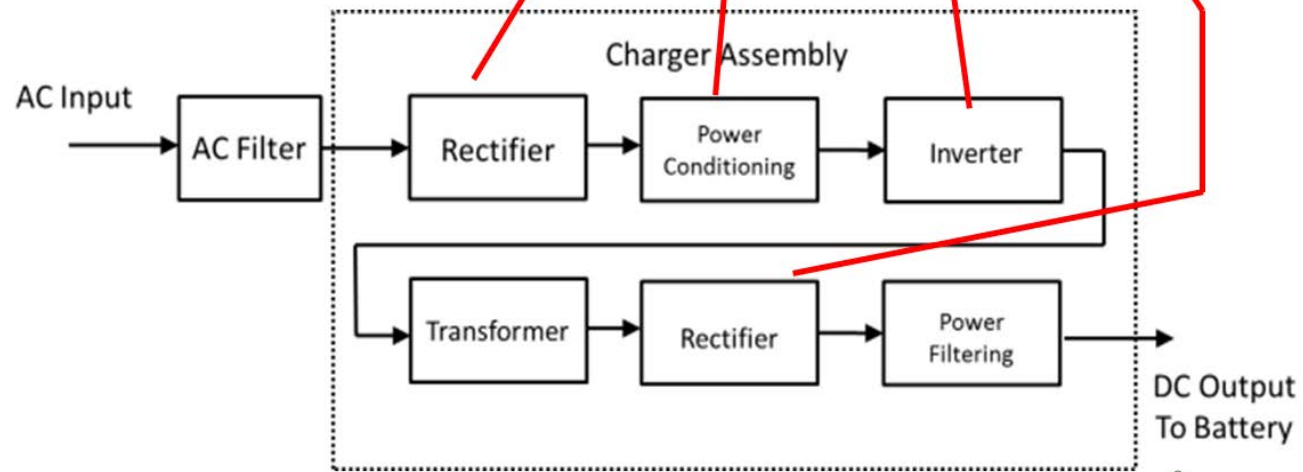 Charger Assembly
AC Input
AC Filter
Rectifier
Power
Conditioning
Inverter
Transformer
Rectifier
Power
Filtering
DC Output
To Battery